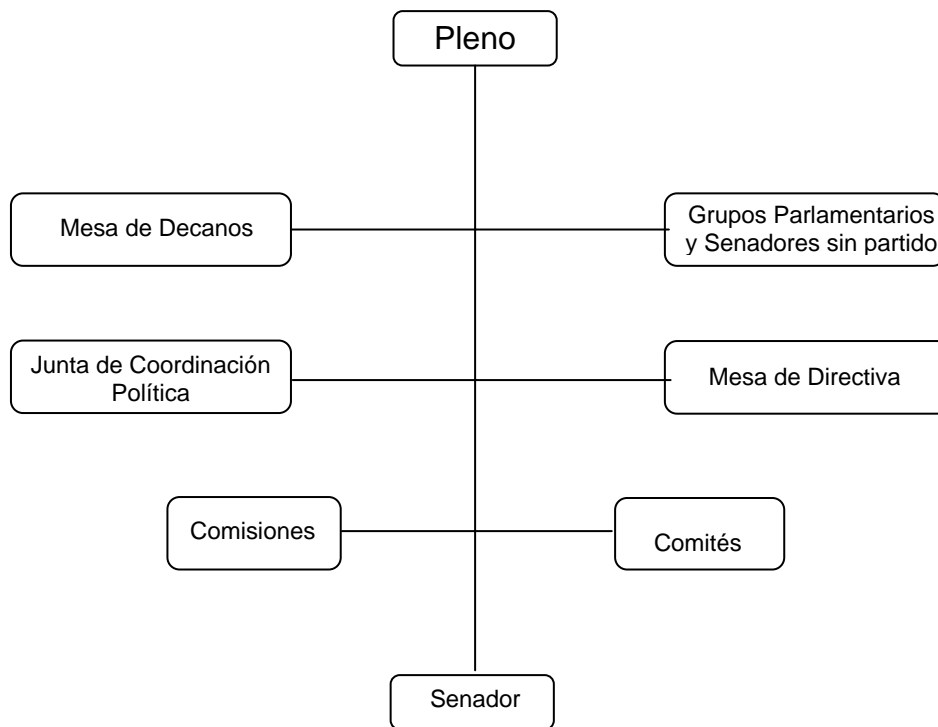 Pleno
Mesa de Decanos
Grupos Parlamentarios
y Senadores sin partido
Junta de Coordinación
Política
Mesa de Directiva
Comisiones
Comités
Senador